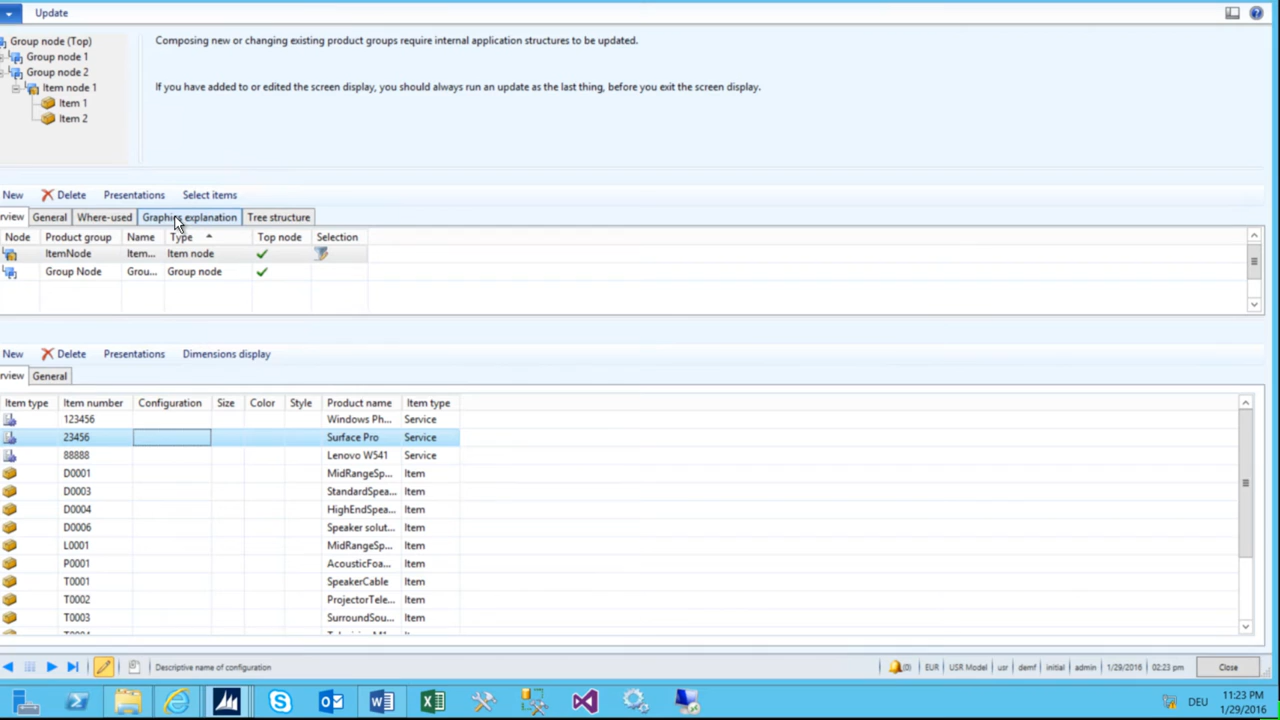 Update
Group node (Top)
Group node 1
Group node 2
Item node 1
Item 1
Item 2
Composing new or changing existing product groups require internal application structures to be updated.
If you have added to or edited the screen display, you should always run an update as the last thing, before you exit the screen display.
New Delete Presentations Select items
rview General Where-used Graphics explanation Tree structure
Node Product group Name Type Top node Selection
ItemNode Item... Item node
Group Node Grou... Group node
New Delete Presentations Dimensions display
rview General
Item type Item number Configuration Size Color Style Product name Item type
123456 Windows Ph... Service
23456 Surface Pro Service
88888 Lenovo W541 Service
D0001 MidRangeSp... Item
D0003 StandardSpea... Item
D0004 HighEndSpea... Item
D0006 Speaker solut... Item
L0001 MidRangeSp... Item
P0001 AcousticFoa... Item
T0001 SpeakerCable Item
T0002 ProjectorTele... Item
T0003 SurroundSou... Item
Descriptive name of configuration (0) EUR USR Model usr demf initial admin 1/29/2016 02:23 pm Close
DEU 11:23 PM
1/29/2016